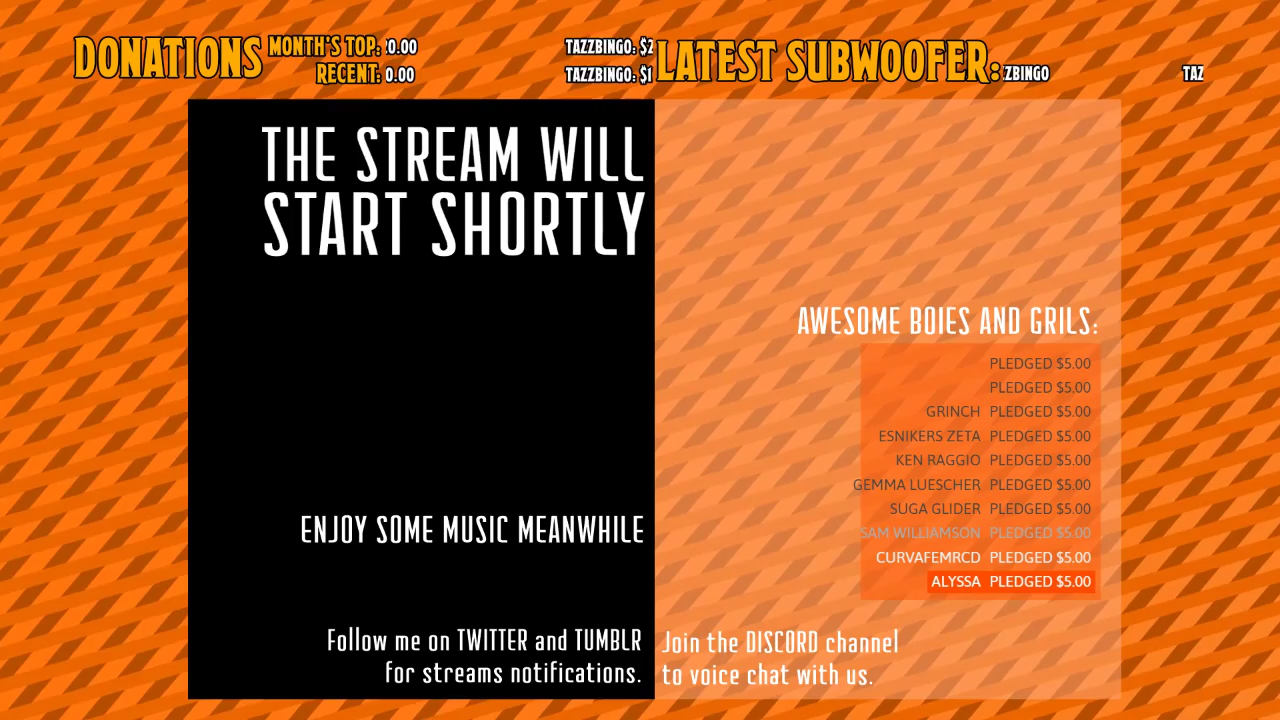 DONATIONS MONTH'S TOP: 0.00 TAZZBINGO: $2
RECENT: 0.00 TAZZBINGO: $1
LATEST SUBWOOFER: ZBINGO TAZ
THE STREAM WILL
START SHORTLY
ENJOY SOME MUSIC MEANWHILE
Follow me on TWITTER and TUMBLR
for streams notifications.
AWESOME BOIES AND GRILS:
PLEDGED $5.00
PLEDGED $5.00
GRINCH PLEDGED $5.00
ESNIKERS ZETA PLEDGED $5.00
KEN RAGGIO PLEDGED $5.00
GEMMA LUESCHER PLEDGED $5.00
SUGA GLIDER PLEDGED $5.00
SAM WILLIAMSON PLEDGED $5.00
CURVAFEMRCD PLEDGED $5.00
ALYSSA PLEDGED $5.00
Join the DISCORD channel
to voice chat with us.